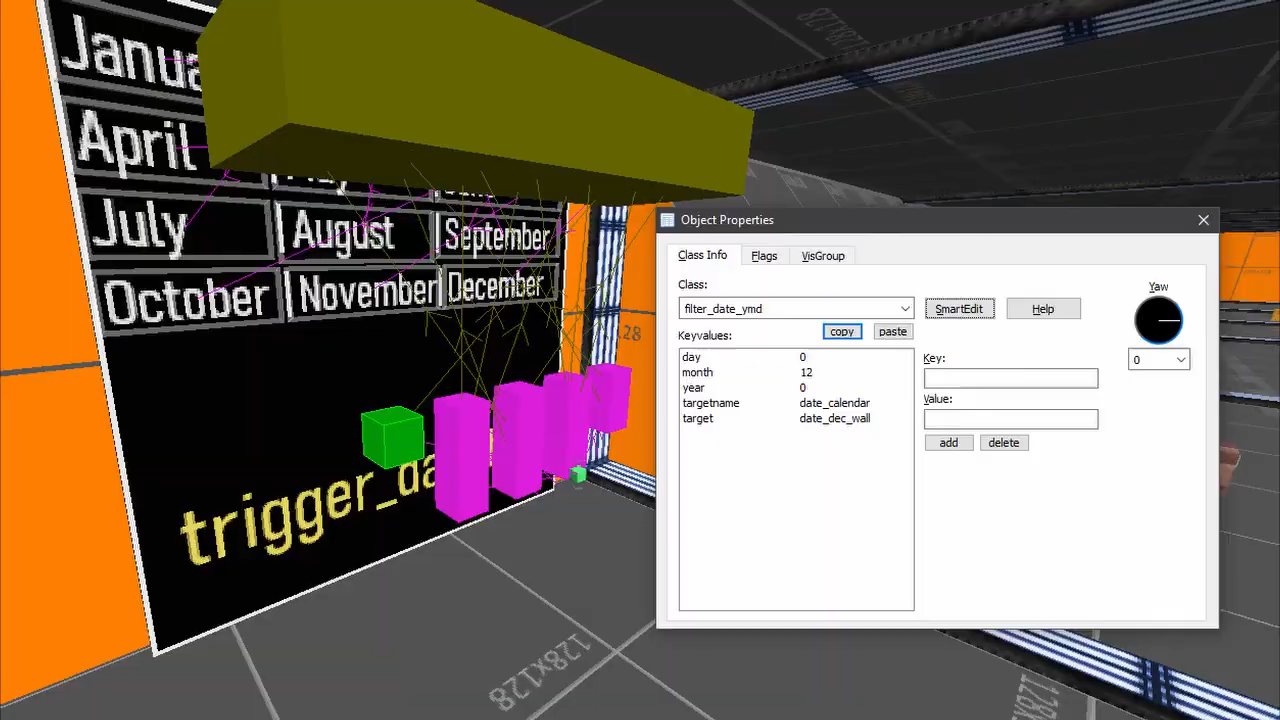 128x128
Janua
April
July
August
September
October
November
December
128
trigger_da
128x128
Object Properties
Class Info
Flags
VisGroup
Class:
filter_date_ymd
SmartEdit
Help
Yaw
Keyvalues:
copy
paste
0
day 0
month 12
year 0
targetname date_calendar
target date_dec_wall
Key:
Value:
add
delete